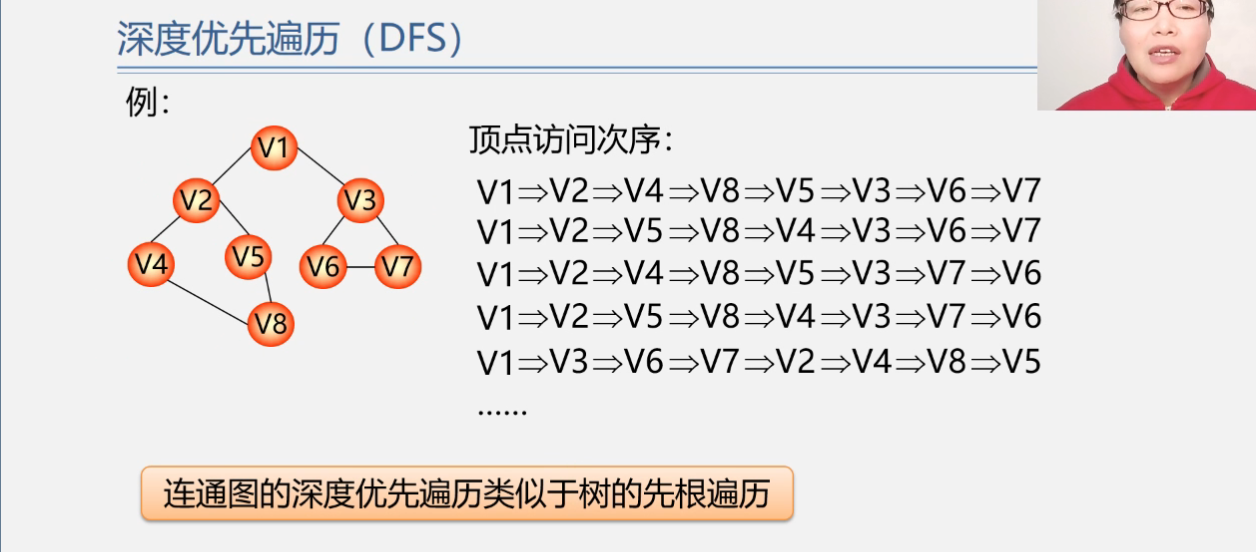 深度优先遍历（DFS）
例：
V1
V2
V3
V4
V5
V6
V7
V8
顶点访问次序：
V1⇒V2⇒V4⇒V8⇒V5⇒V3⇒V6⇒V7
V1⇒V2⇒V5⇒V8⇒V4⇒V3⇒V6⇒V7
V1⇒V2⇒V4⇒V8⇒V5⇒V3⇒V7⇒V6
V1⇒V2⇒V5⇒V8⇒V4⇒V3⇒V7⇒V6
V1⇒V3⇒V6⇒V7⇒V2⇒V4⇒V8⇒V5
······
连通图的深度优先遍历类似于树的先根遍历